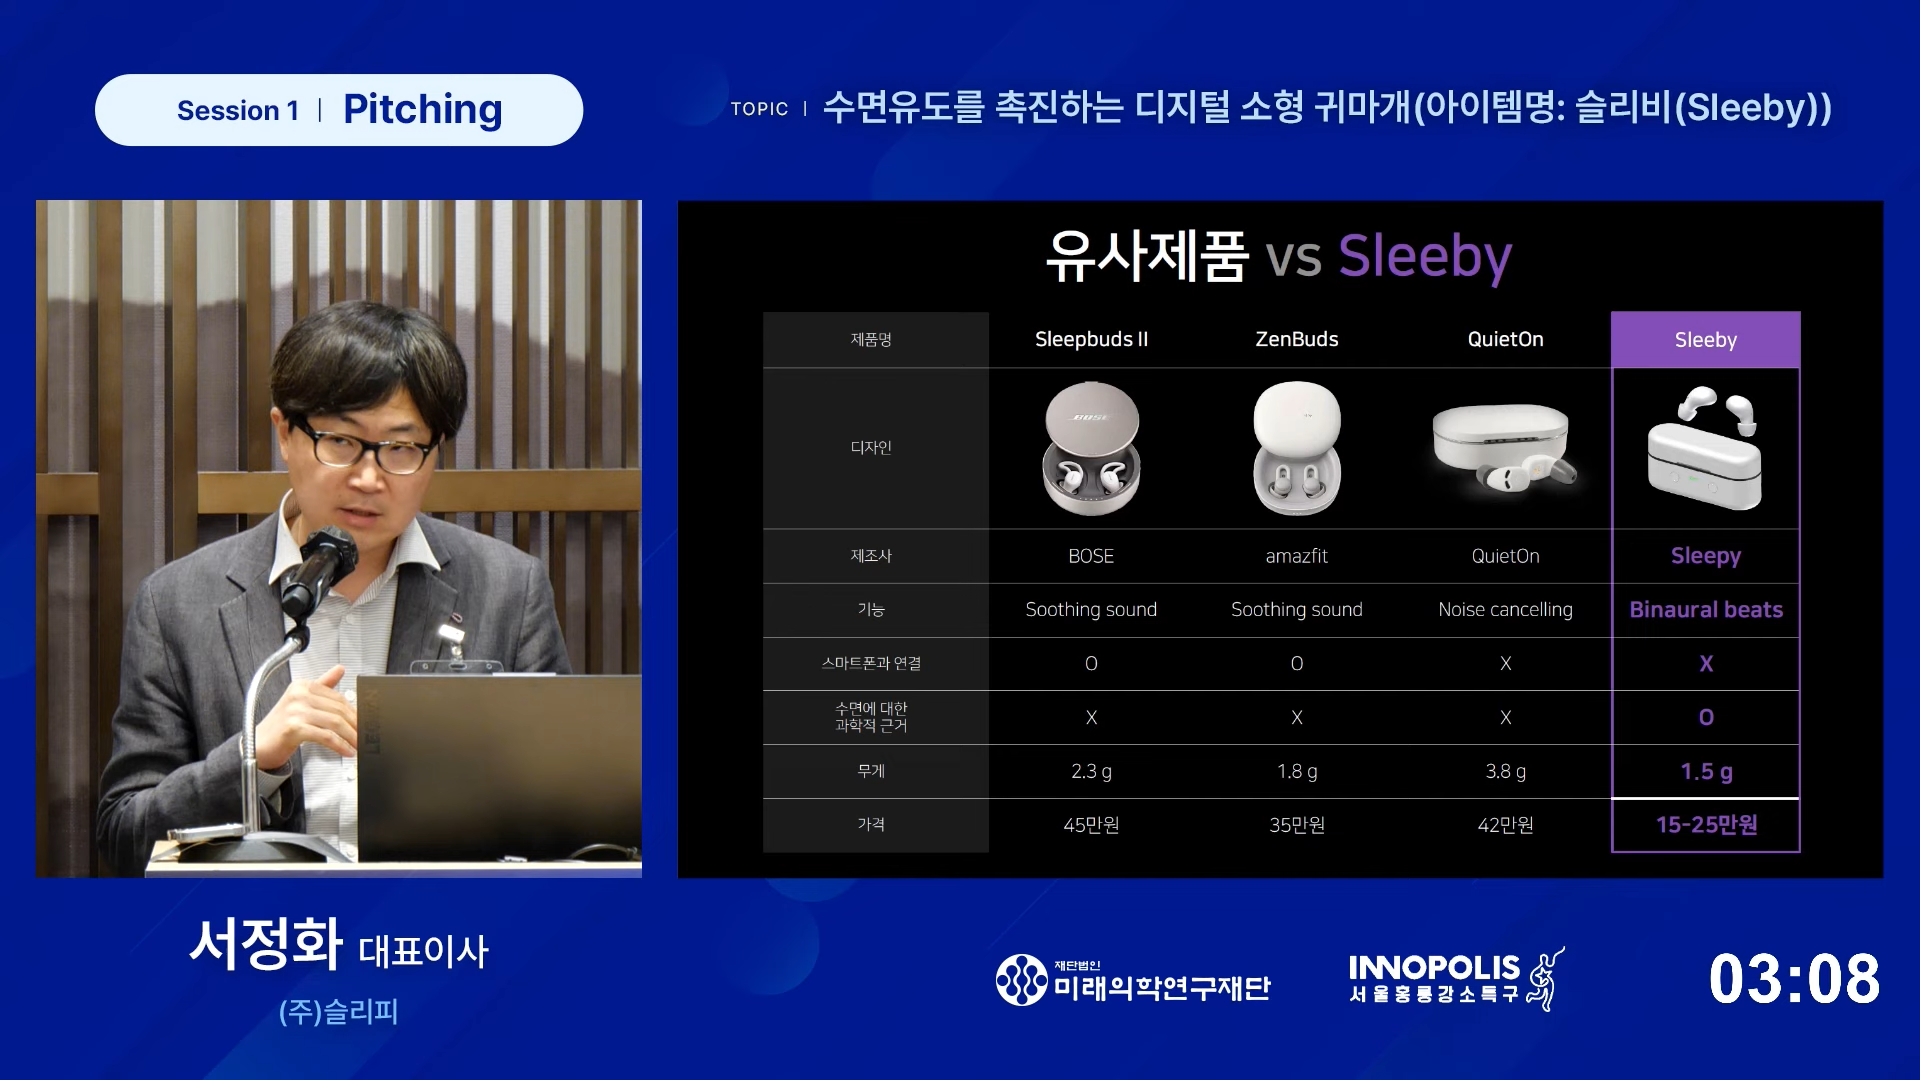 Session 1 | Pitching
TOPIC | 수면유도를 촉진하는 디지털 소형 귀마개(아이템명: 슬리비(Sleeby))
유사제품 vs Sleeby
제품명 Sleepbuds II ZenBuds QuietOn Sleeby
디자인
BOSE
제조사 BOSE amazfit QuietOn Sleepy
기능 Soothing sound Soothing sound Noise cancelling Binaural beats
스마트폰과 연결 O O X X
수면에 대한
과학적 근거 X X X O
무게 2.3 g 1.8 g 3.8 g 1.5 g
가격 45만원 35만원 42만원 15-25만원
LEGION
서정화 대표이사
(주)슬리피
재단법인
미래의학연구재단
INNOPOLIS
서울홍릉강소특구
03:08